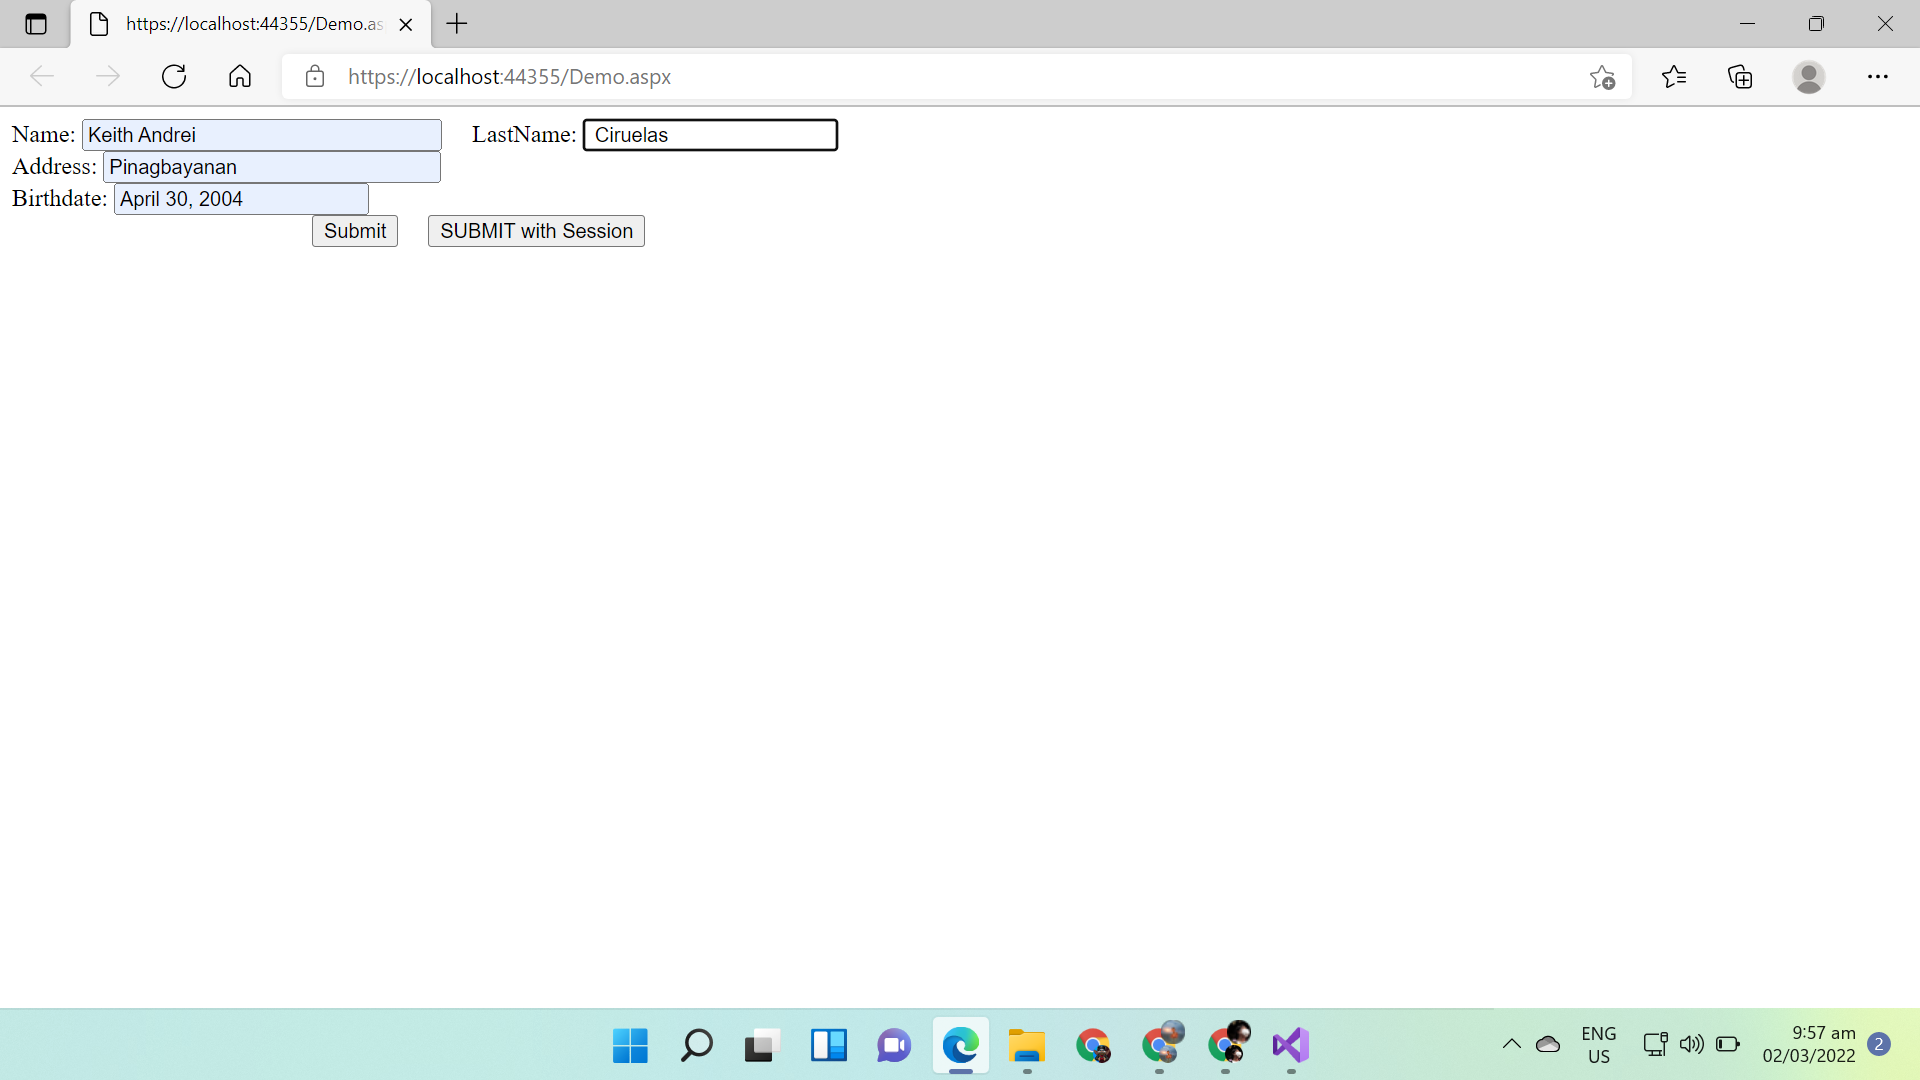 https://localhost:44355/Demo.as
https://localhost:44355/Demo.aspx
Name: Keith Andrei LastName: Ciruelas
Address: Pinagbayanan
Birthdate: April 30, 2004
Submit SUBMIT with Session
ENG 9:57 am
US 02/03/2022 2